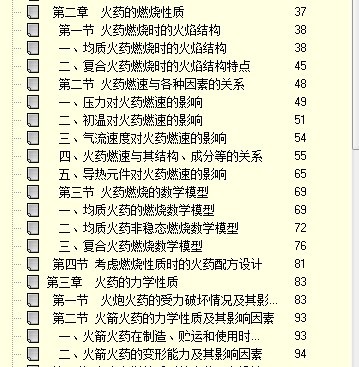 第二章　火药的燃烧性质 37
第一节 火药燃烧时的火焰结构 38
一、均质火药燃烧时的火焰结构 38
二、复合火药燃烧时的火焰结构特点 45
第二节 火药燃速与各种因素的关系 48
一、压力对火药燃速的影响 49
二、初温对火药燃速的影响 51
三、气流速度对火药燃速的影响 54
四、火药燃速与其结构、成分等的关系 55
五、导热元件对火药燃速的影响 65
第三节 火药燃烧的数学模型 69
一、均质火药的燃烧数学模型 69
二、均质火药非稳态燃烧数学模型 72
三、复合火药燃烧数学模型 76
第四节 考虑燃烧性质时的火药配方设计 81
第三章　火药的力学性质 83
第一节　火炮火药的受力破坏情况及其影... 83
第二节 火箭火药的力学性质及其影响因素 93
一、火箭火药在制造、贮运和使用时... 93
二、火箭火药的变形能力及其影响因素 94